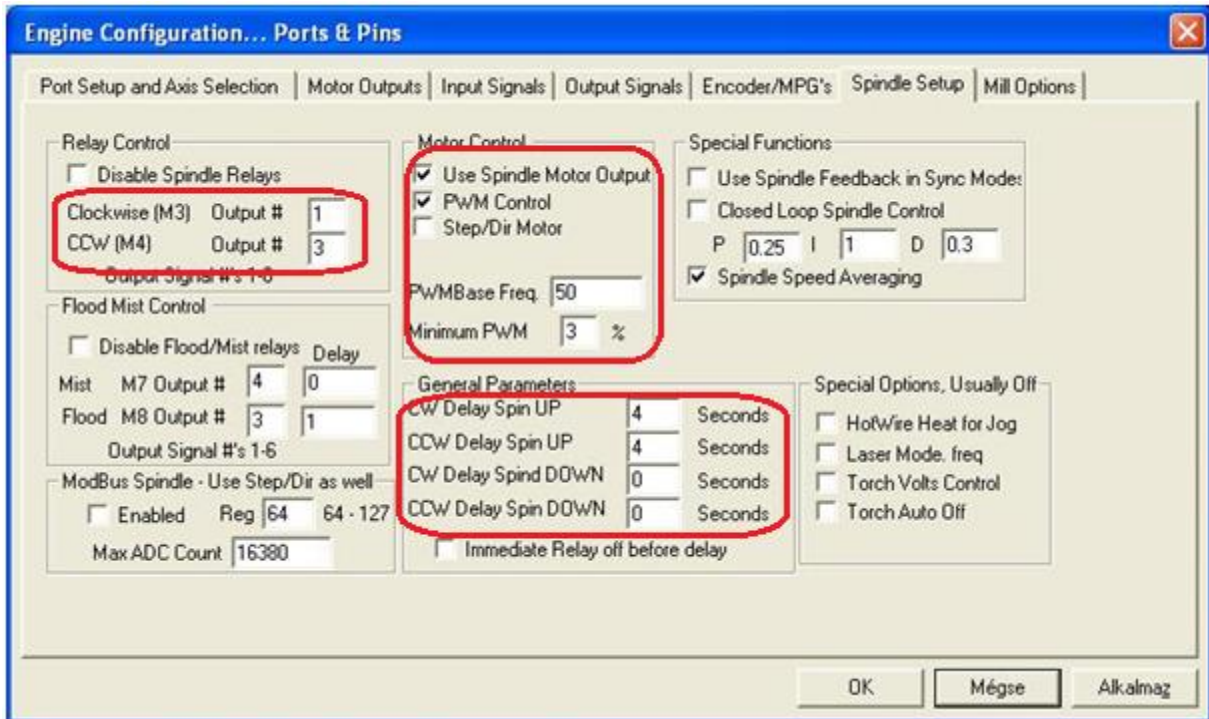 Engine Configuration... Ports & Pins
Port Setup and Axis Selection
Motor Outputs
Input Signals
Output Signals
Encoder/MPG's
Spindle Setup
Mill Options
Relay Control
Disable Spindle Relays
Clockwise (M3) Output # 1
CCW (M4) Output # 3
Output Signal #'s 1-6
Flood Mist Control
Disable Flood/Mist relays Delay
Mist M7 Output # 4 0
Flood M8 Output # 3 1
Output Signal #'s 1-6
ModBus Spindle - Use Step/Dir as well
Enabled Reg 64 64 - 127
Max ADC Count 16380
Motor Control
Use Spindle Motor Output
PWM Control
Step/Dir Motor
PWMBase Freq. 50
Minimum PWM 3 %
General Parameters
CW Delay Spin UP 4 Seconds
CCW Delay Spin UP 4 Seconds
CW Delay Spind DOWN 0 Seconds
CCW Delay Spin DOWN 0 Seconds
Immediate Relay off before delay
Special Functions
Use Spindle Feedback in Sync Modes
Closed Loop Spindle Control
P 0.25 I 1 D 0.3
Spindle Speed Averaging
Special Options, Usually Off
HotWire Heat for Jog
Laser Mode. freq
Torch Volts Control
Torch Auto Off
OK
Mégse
Alkalmaz